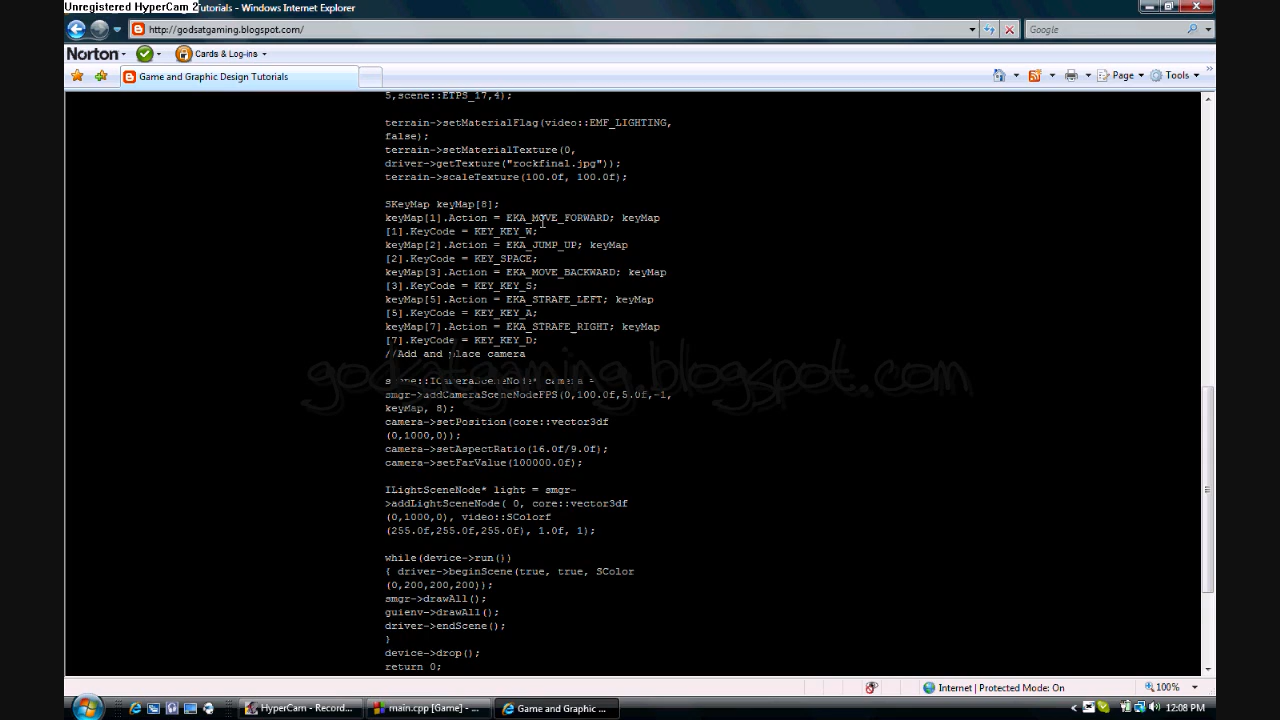 Unregistered HyperCam 2
Tutorials - Windows Internet Explorer
http://godsatgaming.blogspot.com/
Google
Norton
Cards & Log-ins
Game and Graphic Design Tutorials
Page
Tools
5,scene::ETPS_17,4);
terrain->setMaterialFlag(video::EMF_LIGHTING,
false);
terrain->setMaterialTexture(0,
driver->getTexture("rockfinal.jpg"));
terrain->scaleTexture(100.0f, 100.0f);
SKeyMap keyMap[8];
keyMap[1].Action = EKA_MOVE_FORWARD; keyMap
[1].KeyCode = KEY_KEY_W;
keyMap[2].Action = EKA_JUMP_UP; keyMap
[2].KeyCode = KEY_SPACE;
keyMap[3].Action = EKA_MOVE_BACKWARD; keyMap
[3].KeyCode = KEY_KEY_S;
keyMap[5].Action = EKA_STRAFE_LEFT; keyMap
[5].KeyCode = KEY_KEY_A;
keyMap[7].Action = EKA_STRAFE_RIGHT; keyMap
[7].KeyCode = KEY_KEY_D;
//Add and place camera
godsatgaming.blogspot.com
scene::ICameraSceneNode* camera =
smgr->addCameraSceneNodeFPS(0,100.0f,5.0f,-1,
keyMap, 8);
camera->setPosition(core::vector3df
(0,1000,0));
camera->setAspectRatio(16.0f/9.0f);
camera->setFarValue(100000.0f);
ILightSceneNode* light = smgr-
>addLightSceneNode( 0, core::vector3df
(0,1000,0), video::SColorf
(255.0f,255.0f,255.0f), 1.0f, 1);
while(device->run())
{ driver->beginScene(true, true, SColor
(0,200,200,200));
smgr->drawAll();
guienv->drawAll();
driver->endScene();
}
device->drop();
return 0;
Internet | Protected Mode: On
100%
HyperCam - Record...
main.cpp [Game] - ...
Game and Graphic ...
12:08 PM